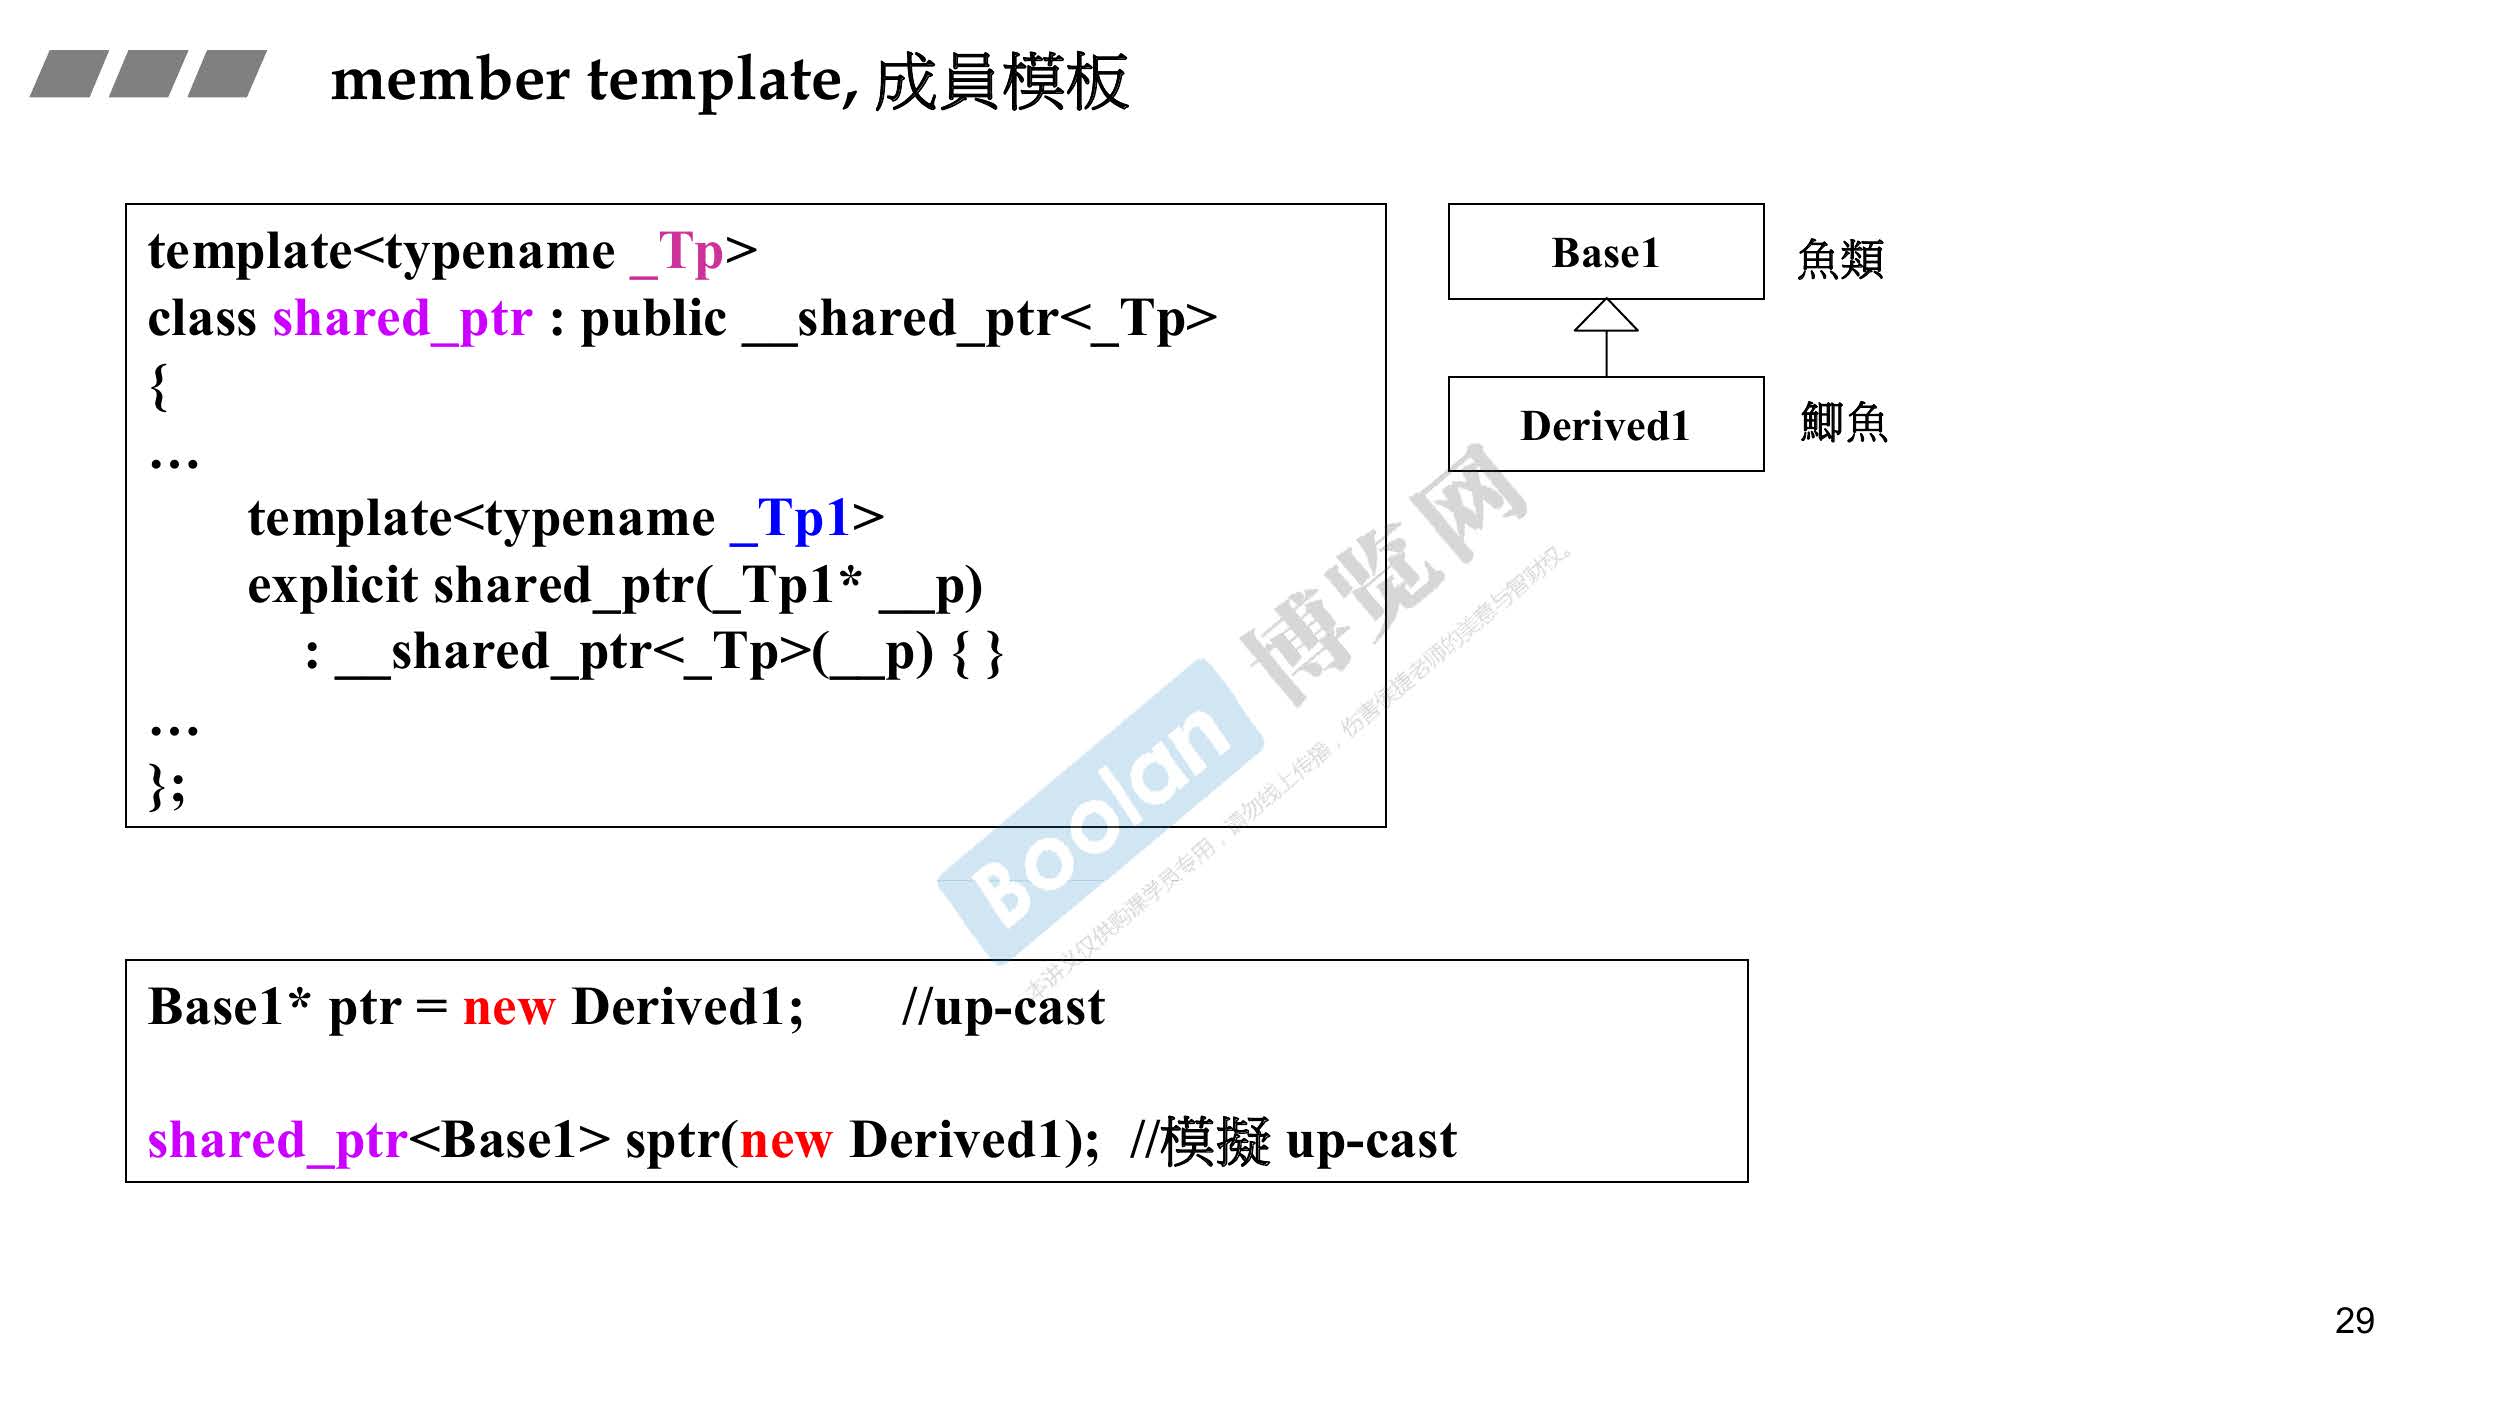 member template, 成員模板
template<typename _Tp>
class shared_ptr : public __shared_ptr<_Tp>
{
...
template<typename _Tp1>
explicit shared_ptr(_Tp1* __p)
: __shared_ptr<_Tp>(__p) { }
...
};
Base1
魚類
Derived1
鯽魚
Boolan 博览网
本讲义仅供购课学员专用，请勿线上传播，伤害侯捷老师的美意与智财权。
Base1* ptr = new Derived1; //up-cast
shared_ptr<Base1> sptr(new Derived1); //模擬 up-cast
29